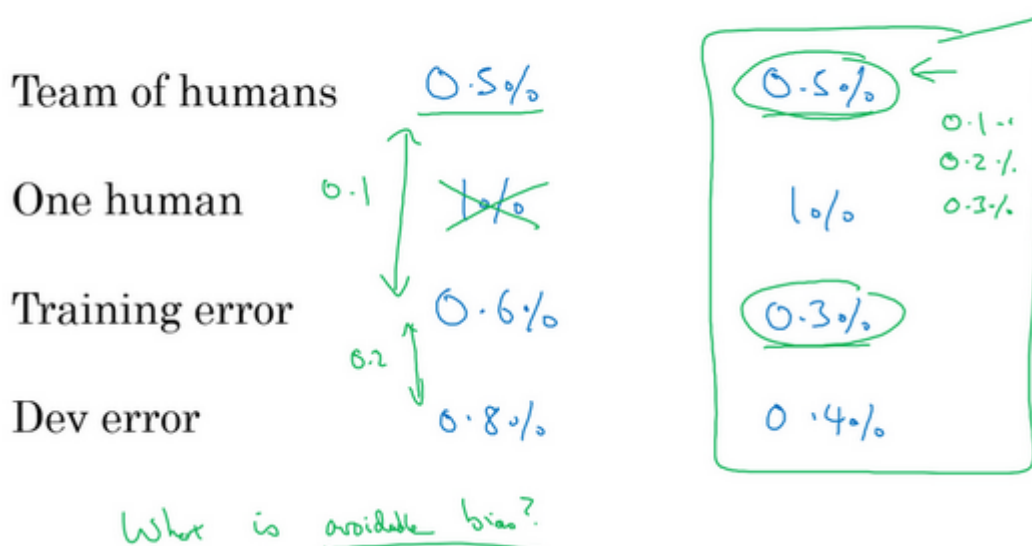 Team of humans 0.5% 0.5%
0.1
0.2%
One human 0.1 1% 1% 0.3%
Training error 0.6% 0.3%
0.2
Dev error 0.8% 0.4%
What is avoidable bias?